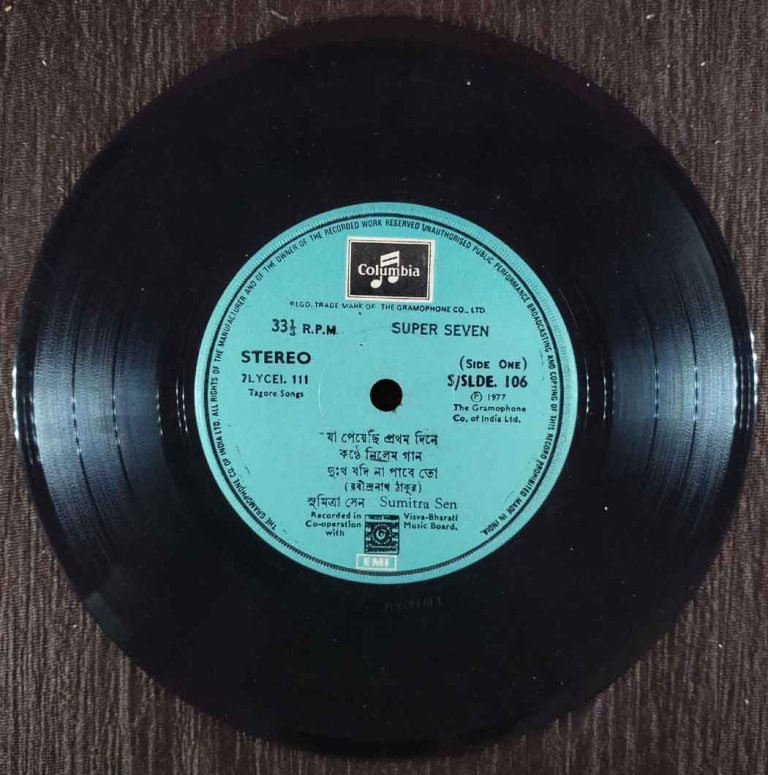 THE GRAMOPHONE CO. OF INDIA LTD. ALL RIGHTS OF THE MANUFACTURER AND OF THE OWNER OF THE RECORDED WORK RESERVED UNAUTHORISED PUBLIC PERFORMANCE BROADCASTING AND COPYING OF THIS RECORD PROHIBITED MADE IN INDIA
Columbia
REGD. TRADE MARK OF THE GRAMOPHONE CO., LTD.
33⅓ R.P.M. SUPER SEVEN
STEREO (SIDE ONE)
7LYCEI. 111 S/SLDE. 106
Tagore Songs Ⓟ 1977
The Gramophone
Co. of India Ltd.
যা পেয়েছি প্রথম দিনে
কণ্ঠে নিলেম গান
দুঃখ যদি না পাবে তো
(রবীন্দ্রনাথ ঠাকুর)
সুমিত্রা সেন Sumitra Sen
Recorded in Visva-Bharati
Co-operation Music Board.
with
EMI